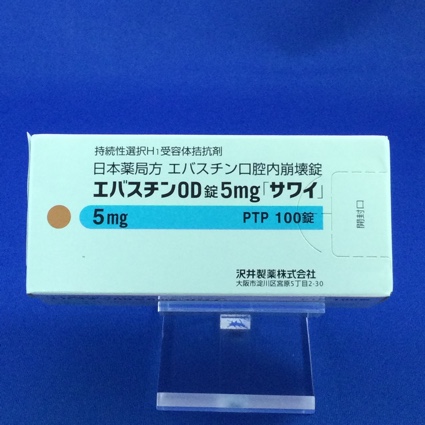 持続性選択H₁受容体拮抗剤
日本薬局方 エバスチン口腔内崩壊錠
エバスチンOD錠5mg「サワイ」
5mg PTP 100錠
開封口
沢井製薬株式会社
大阪市淀川区宮原5丁目2-30